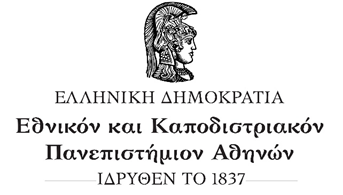 ΕΛΛΗΝΙΚΗ ΔΗΜΟΚΡΑΤΙΑ
Εθνικόν και Καποδιστριακόν
Πανεπιστήμιον Αθηνών
ΙΔΡΥΘΕΝ ΤΟ 1837